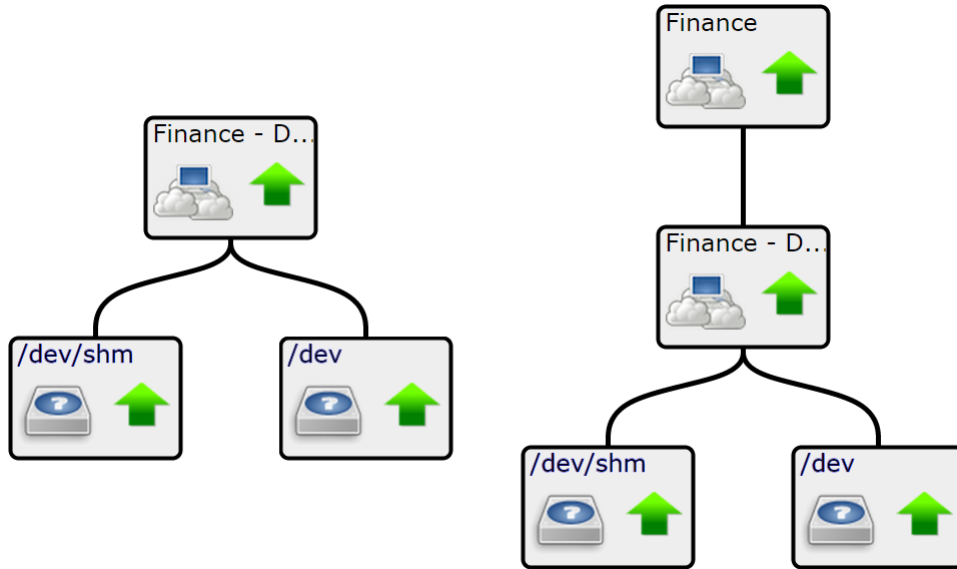 Finance - D...
/dev/shm
/dev
Finance
Finance - D...
/dev/shm
/dev
?
?
?
?